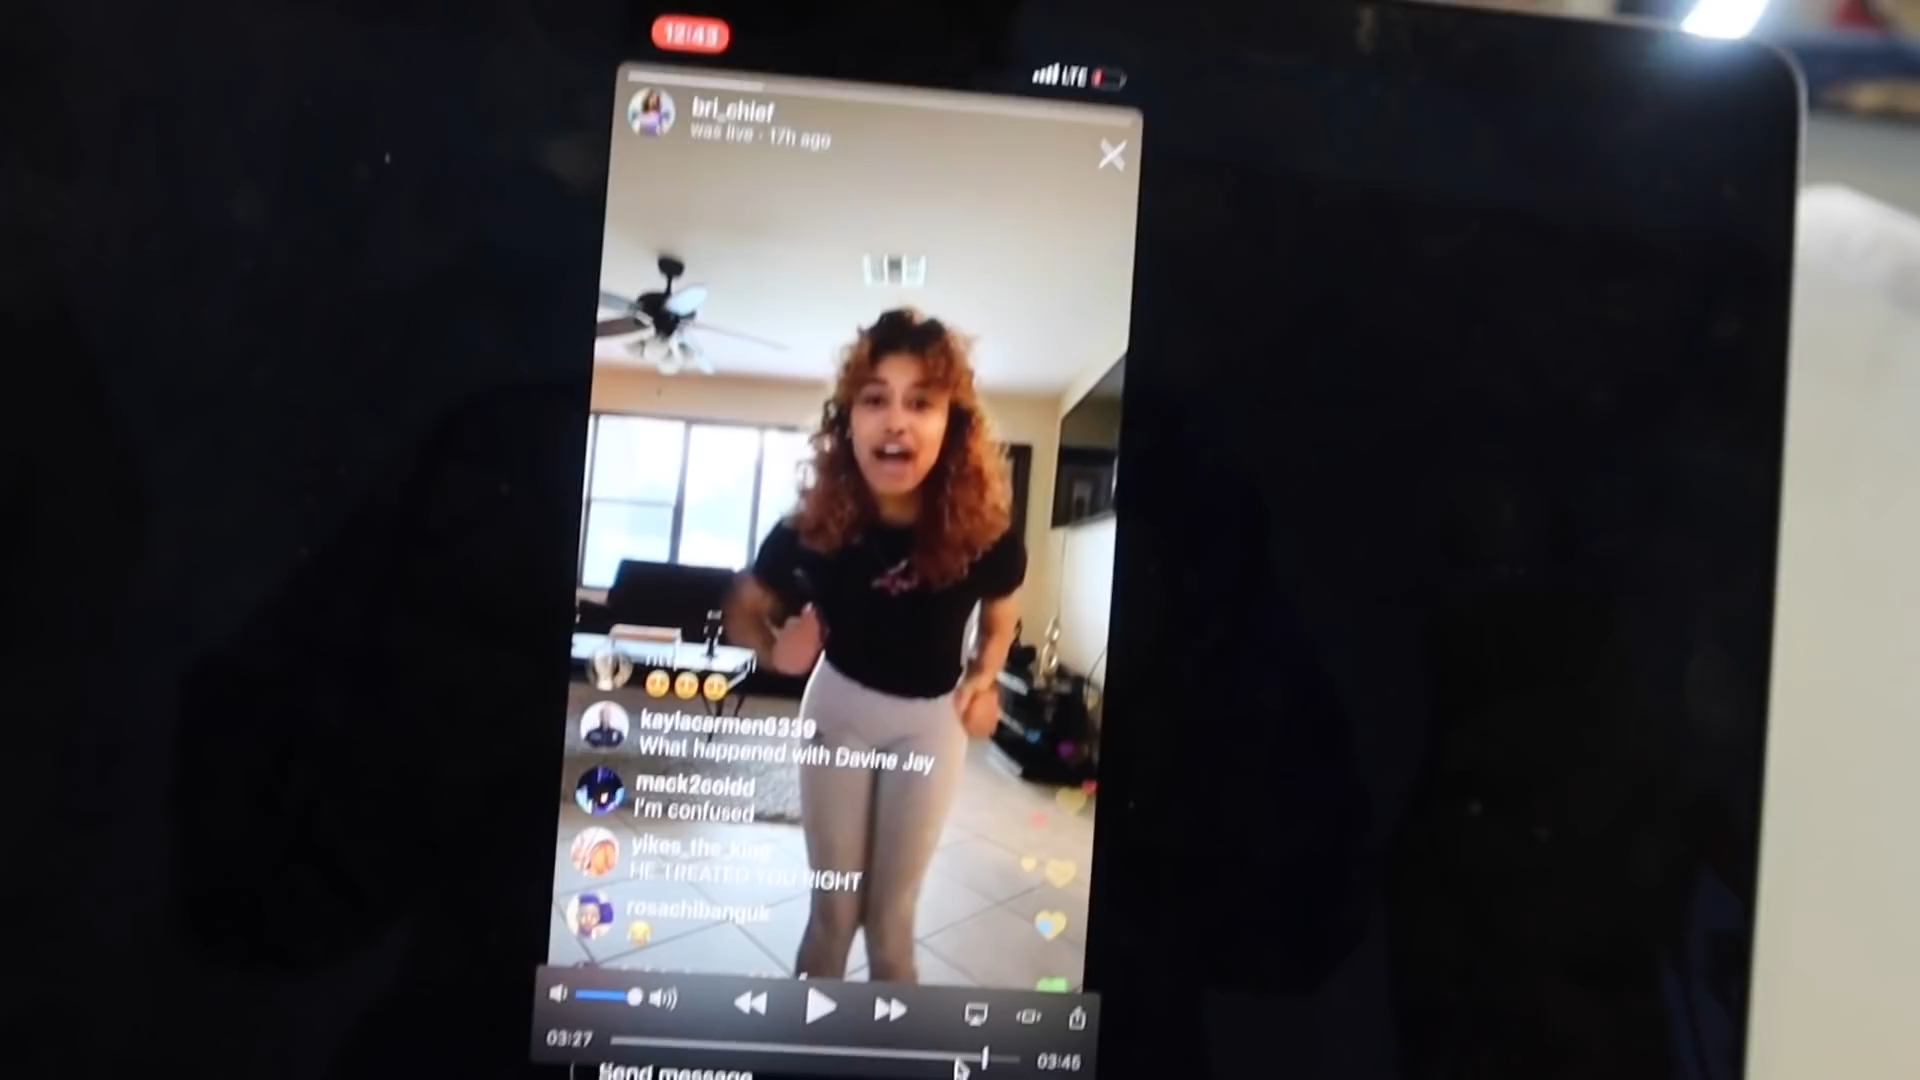 12:43
LTE
bri_chief
was live · 17h ago
kaylacarmen6339
What happened with Davine Jay
mack2coldd
I'm confused
yikes_the_king
HE TREATED YOU RIGHT
rosachibanguk
03:27
03:45
Send message